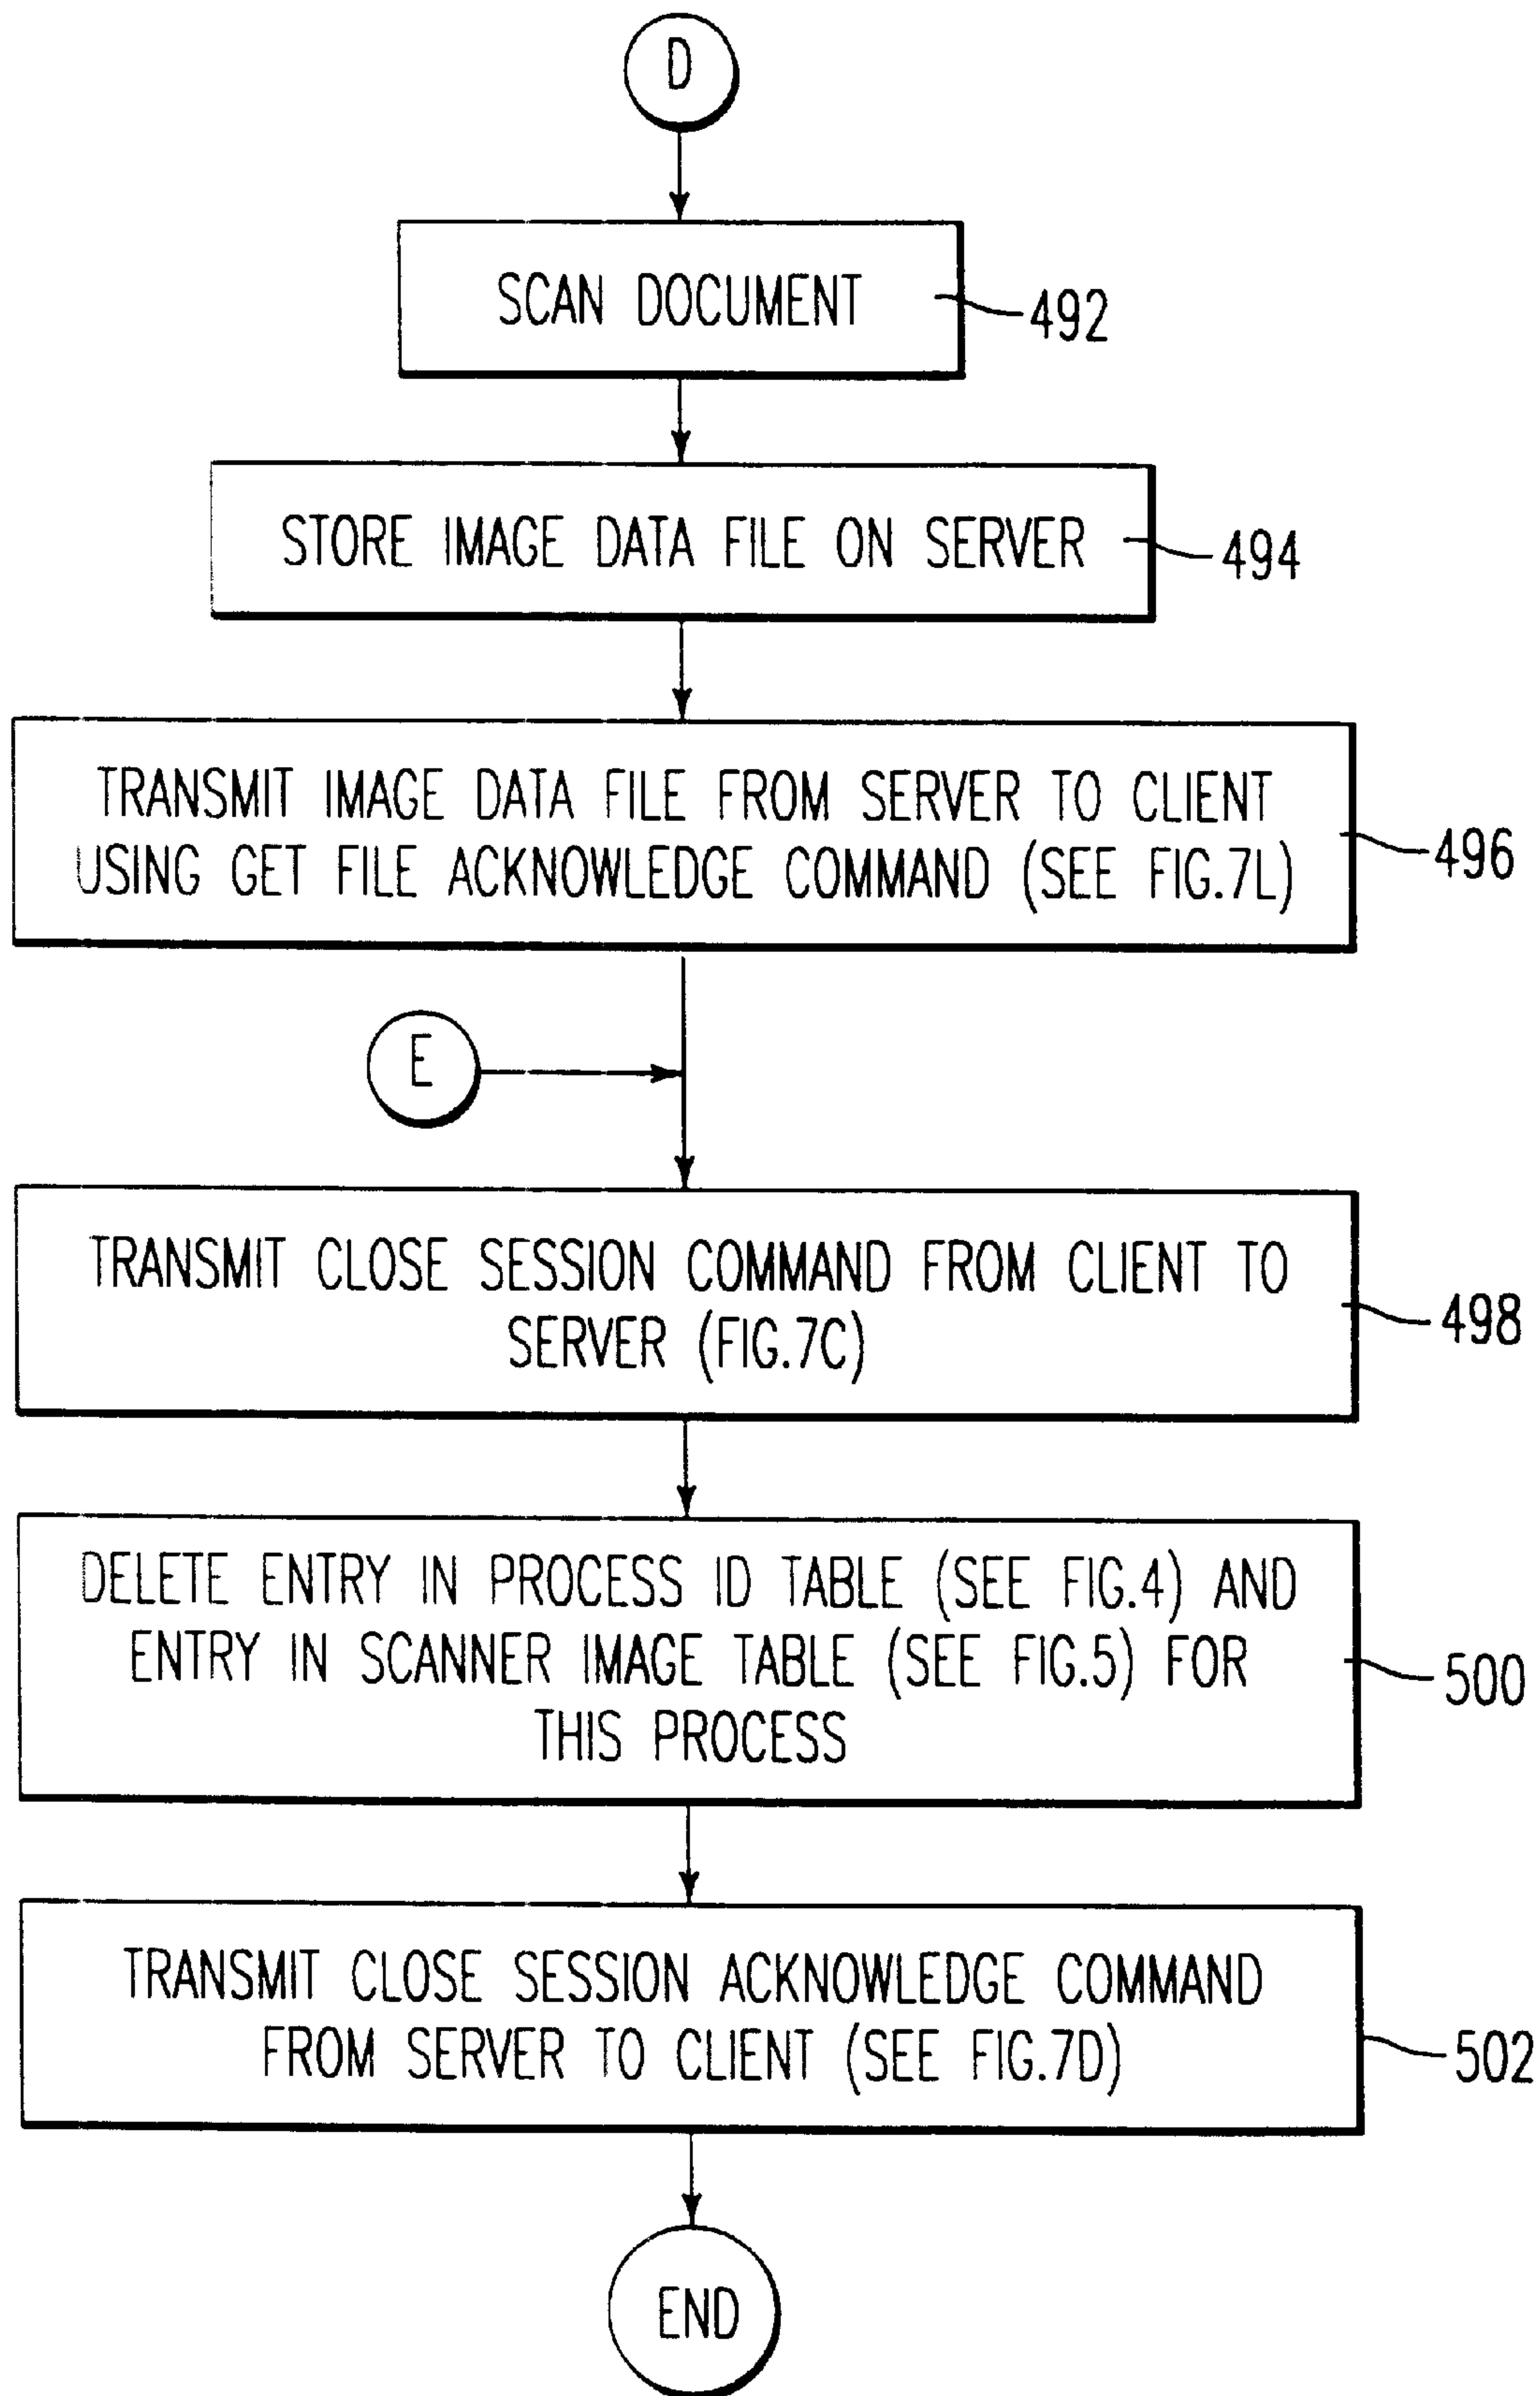 D
SCAN DOCUMENT
492
STORE IMAGE DATA FILE ON SERVER
494
TRANSMIT IMAGE DATA FILE FROM SERVER TO CLIENT
USING GET FILE ACKNOWLEDGE COMMAND (SEE FIG.7L)
496
E
TRANSMIT CLOSE SESSION COMMAND FROM CLIENT TO
SERVER (FIG.7C)
498
DELETE ENTRY IN PROCESS ID TABLE (SEE FIG.4) AND
ENTRY IN SCANNER IMAGE TABLE (SEE FIG.5) FOR
THIS PROCESS
500
TRANSMIT CLOSE SESSION ACKNOWLEDGE COMMAND
FROM SERVER TO CLIENT (SEE FIG.7D)
502
END